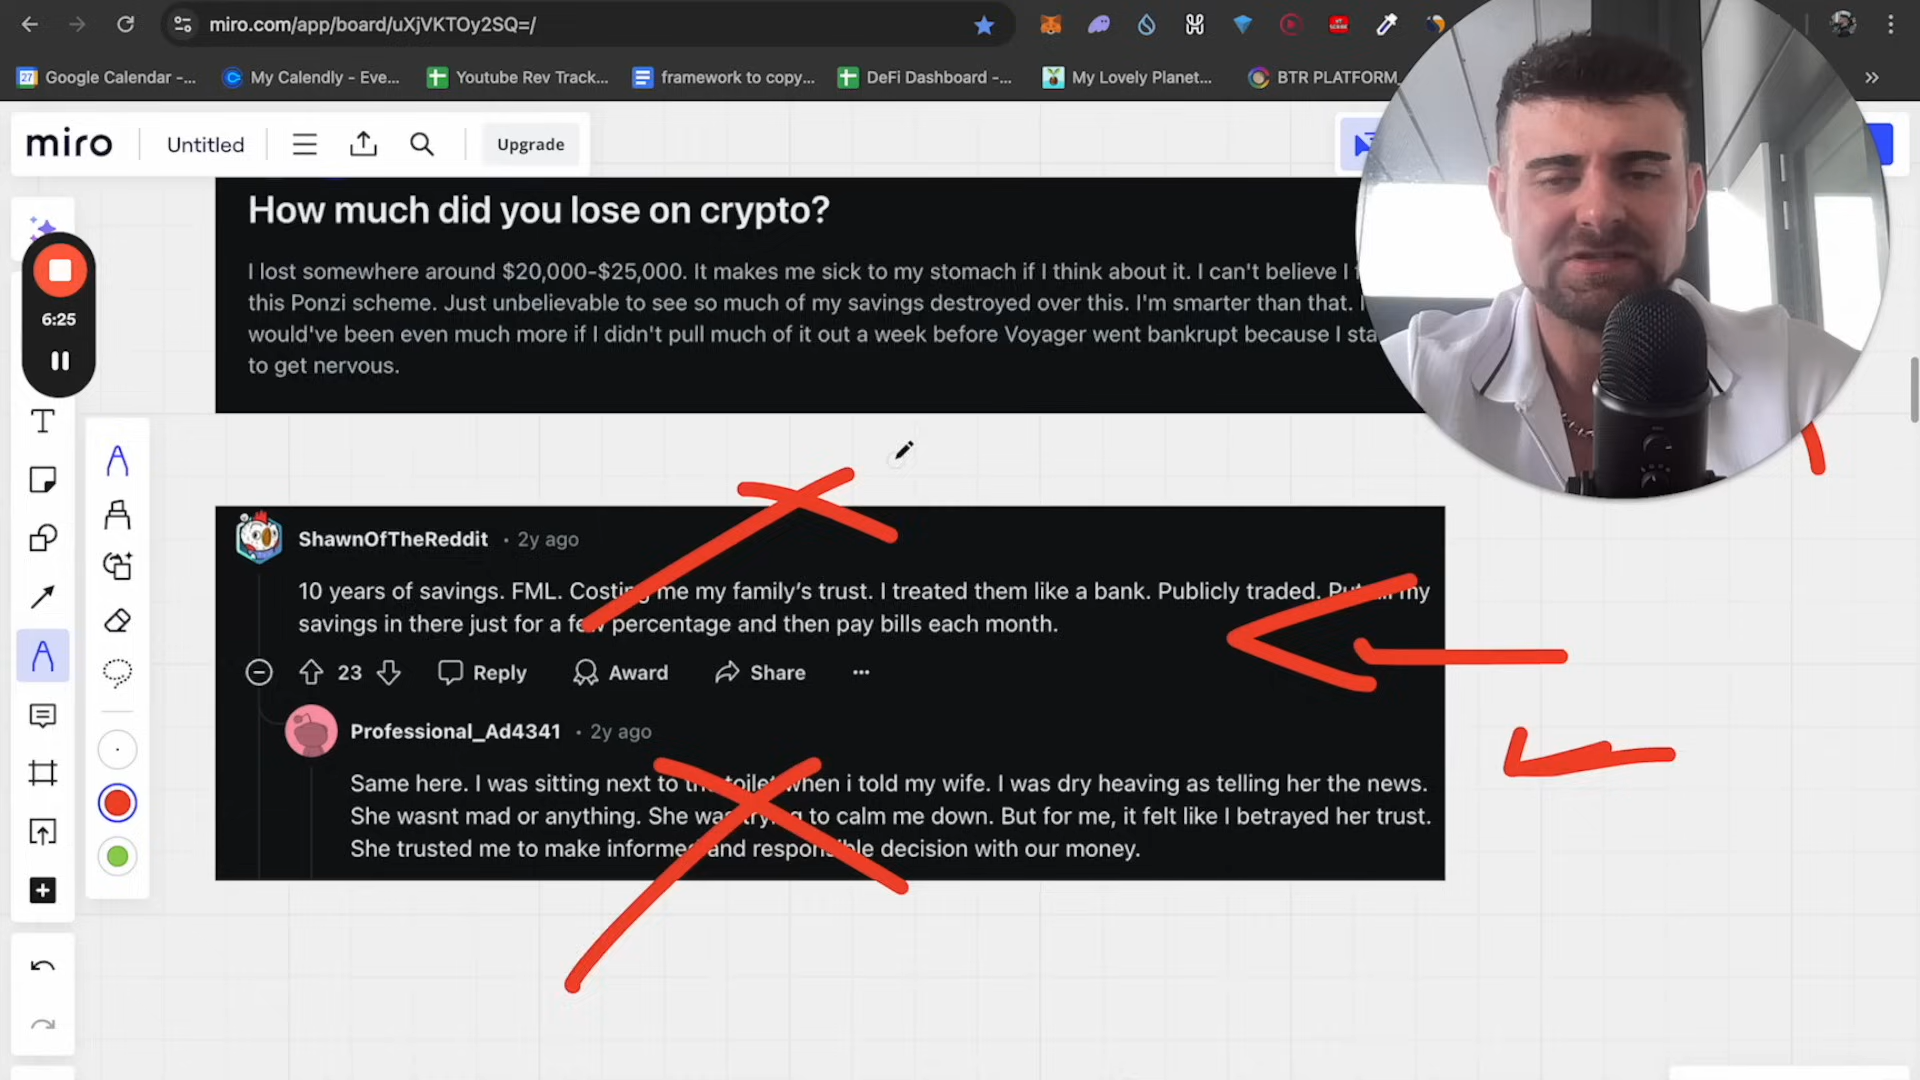 miro.com/app/board/uXjVKTOy2SQ=/
27 Google Calendar -... My Calendly - Eve... Youtube Rev Track... framework to copy... DeFi Dashboard -... My Lovely Planet... BTR PLATFORM
miro Untitled Upgrade
How much did you lose on crypto?
I lost somewhere around $20,000-$25,000. It makes me sick to my stomach if I think about it. I can't believe I
this Ponzi scheme. Just unbelievable to see so much of my savings destroyed over this. I'm smarter than that.
would've been even much more if I didn't pull much of it out a week before Voyager went bankrupt because I
to get nervous.
6:25
ShawnOfTheReddit • 2y ago
10 years of savings. FML. Costing me my family's trust. I treated them like a bank. Publicly traded. my
savings in there just for a few percentage and then pay bills each month.
23 Reply Award Share ...
Professional_Ad4341 • 2y ago
Same here. I was sitting next to the toilet when i told my wife. I was dry heaving as telling her the news.
She wasnt mad or anything. She was trying to calm me down. But for me, it felt like I betrayed her trust.
She trusted me to make informed and responsible decision with our money.